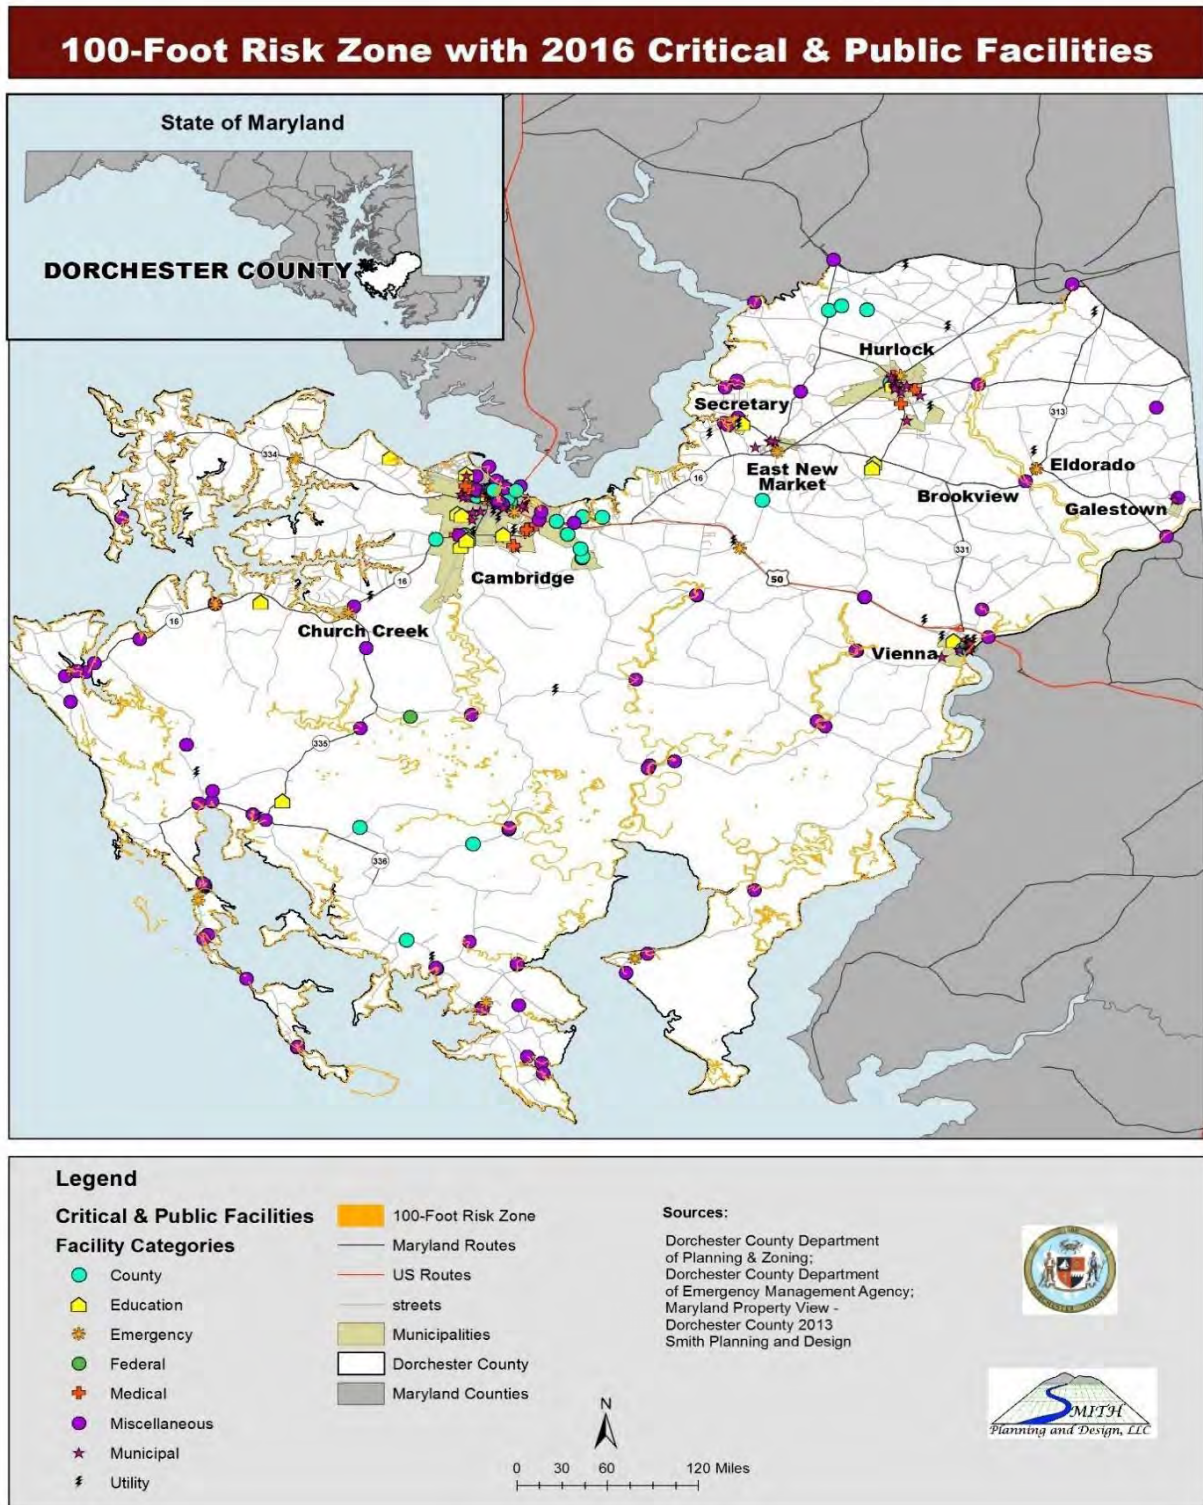 100-Foot Risk Zone with 2016 Critical & Public Facilities
State of Maryland
DORCHESTER COUNTY
Hurlock
Secretary
313
334
East New
Market
Eldorado
16
Brookview
Galestown
331
Cambridge
50
16
16
Church Creek
Vienna
335
336
Legend
Critical & Public Facilities
Facility Categories
County
Education
Emergency
Federal
Medical
Miscellaneous
Municipal
Utility
100-Foot Risk Zone
Maryland Routes
US Routes
streets
Municipalities
Dorchester County
Maryland Counties
N
0 30 60 120 Miles
Sources:
Dorchester County Department
of Planning & Zoning;
Dorchester County Department
of Emergency Management Agency;
Maryland Property View -
Dorchester County 2013
Smith Planning and Design
SMITH
Planning and Design, LLC